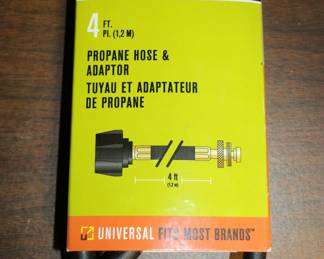 4 FT.
PI. (1,2 M)
PROPANE HOSE &
ADAPTOR
TUYAU ET ADAPTATEUR
DE PROPANE
4 ft
(1,2 m)
UNIVERSAL FITS MOST BRANDS™